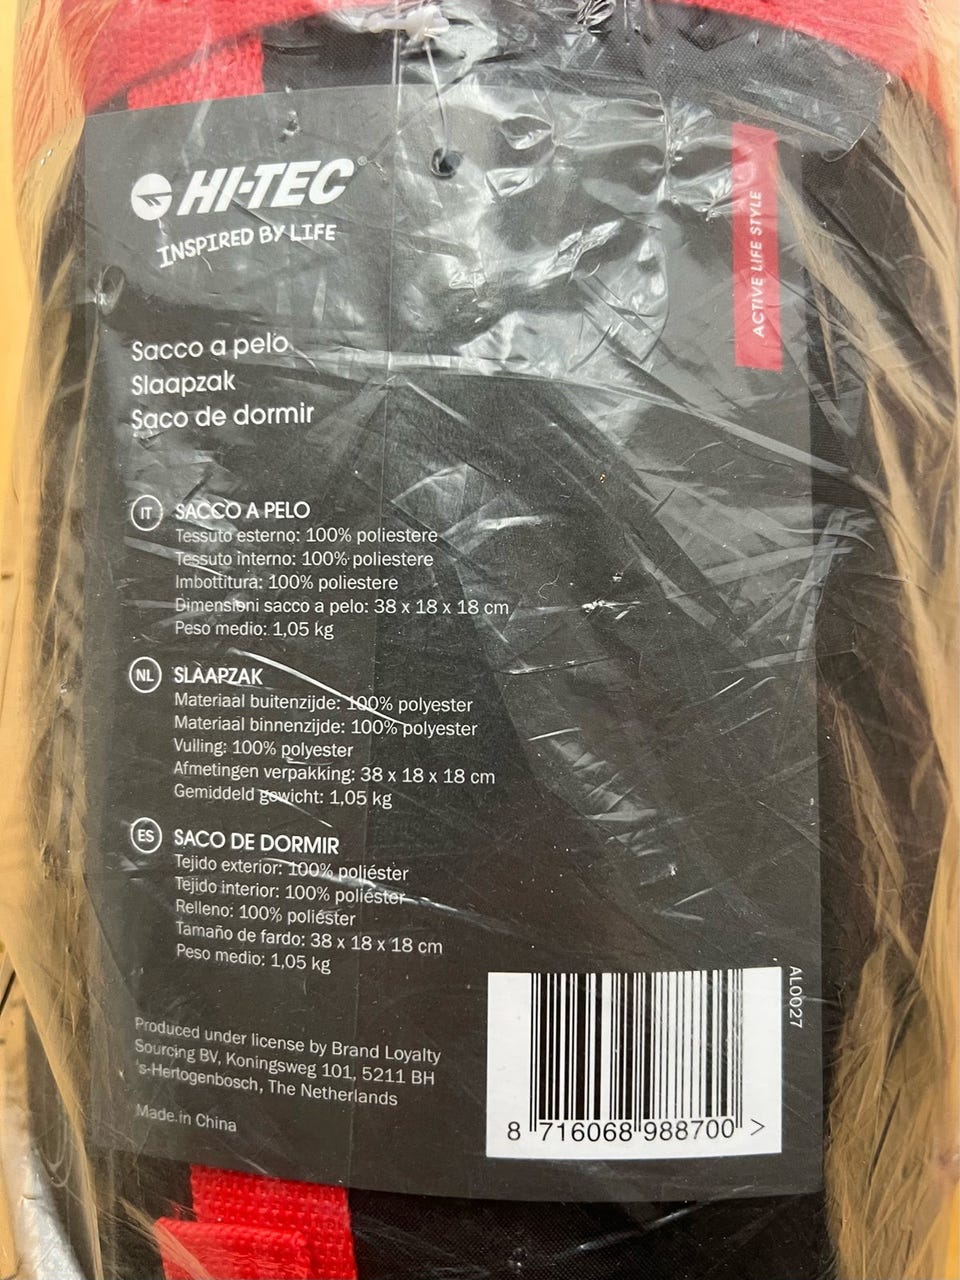 HI-TEC®
INSPIRED BY LIFE
ACTIVE LIFE STYLE
Sacco a pelo
Slaapzak
Saco de dormir
IT SACCO A PELO
Tessuto esterno: 100% poliestere
Tessuto interno: 100% poliestere
Imbottitura: 100% poliestere
Dimensioni sacco a pelo: 38 x 18 x 18 cm
Peso medio: 1,05 kg
NL SLAAPZAK
Materiaal buitenzijde: 100% polyester
Materiaal binnenzijde: 100% polyester
Vulling: 100% polyester
Afmetingen verpakking: 38 x 18 x 18 cm
Gemiddeld gewicht: 1,05 kg
ES SACO DE DORMIR
Tejido exterior: 100% poliéster
Tejido interior: 100% poliéster
Relleno: 100% poliéster
Tamaño de fardo: 38 x 18 x 18 cm
Peso medio: 1,05 kg
Produced under license by Brand Loyalty
Sourcing BV, Koningsweg 101, 5211 BH
's-Hertogenbosch, The Netherlands
Made in China
AL0027
8 716068 988700 >